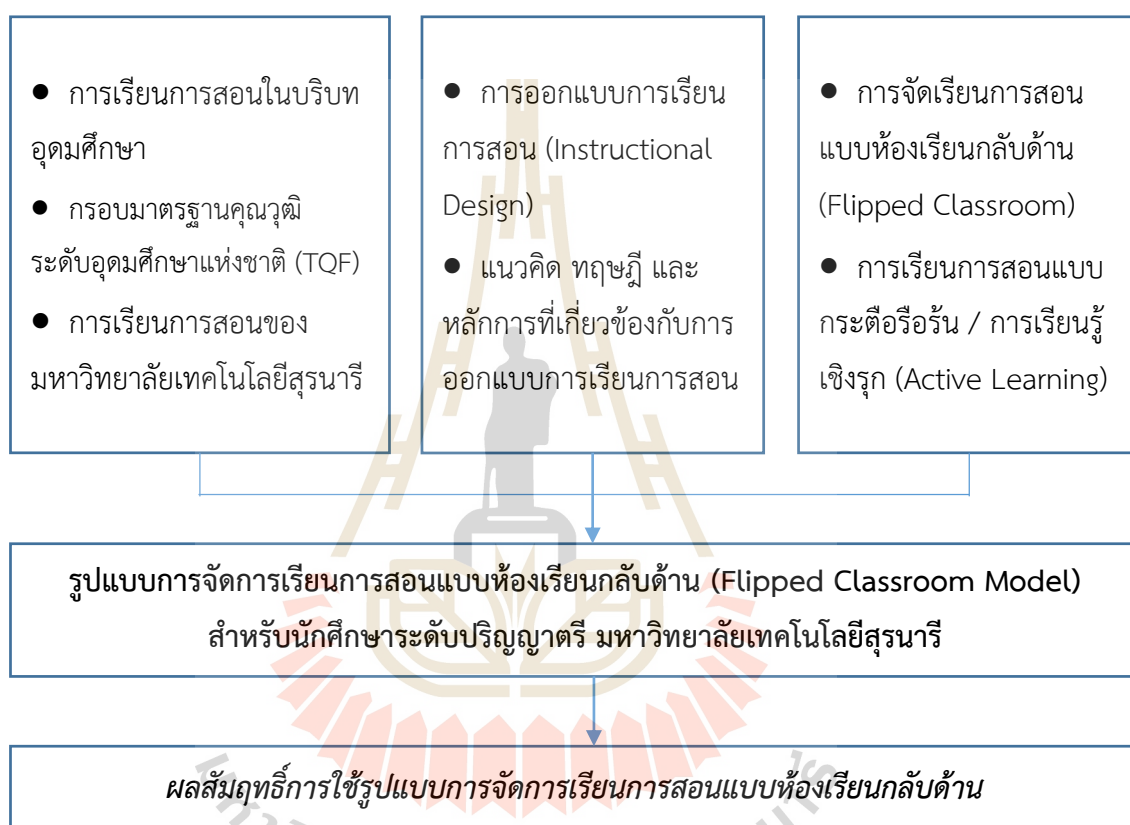 ● การเรียนการสอนในบริบท
อุดมศึกษา
● กรอบมาตรฐานคุณวุฒิ
ระดับอุดมศึกษาแห่งชาติ (TQF)
● การเรียนการสอนของ
มหาวิทยาลัยเทคโนโลยีสุรนารี
● การออกแบบการเรียน
การสอน (Instructional
Design)
● แนวคิด ทฤษฎี และ
หลักการที่เกี่ยวข้องกับการ
ออกแบบการเรียนการสอน
● การจัดเรียนการสอน
แบบห้องเรียนกลับด้าน
(Flipped Classroom)
● การเรียนการสอนแบบ
กระตือรือร้น / การเรียนรู้
เชิงรุก (Active Learning)
รูปแบบการจัดการเรียนการสอนแบบห้องเรียนกลับด้าน (Flipped Classroom Model)
สำหรับนักศึกษาระดับปริญญาตรี มหาวิทยาลัยเทคโนโลยีสุรนารี
ผลสัมฤทธิ์การใช้รูปแบบการจัดการเรียนการสอนแบบห้องเรียนกลับด้าน